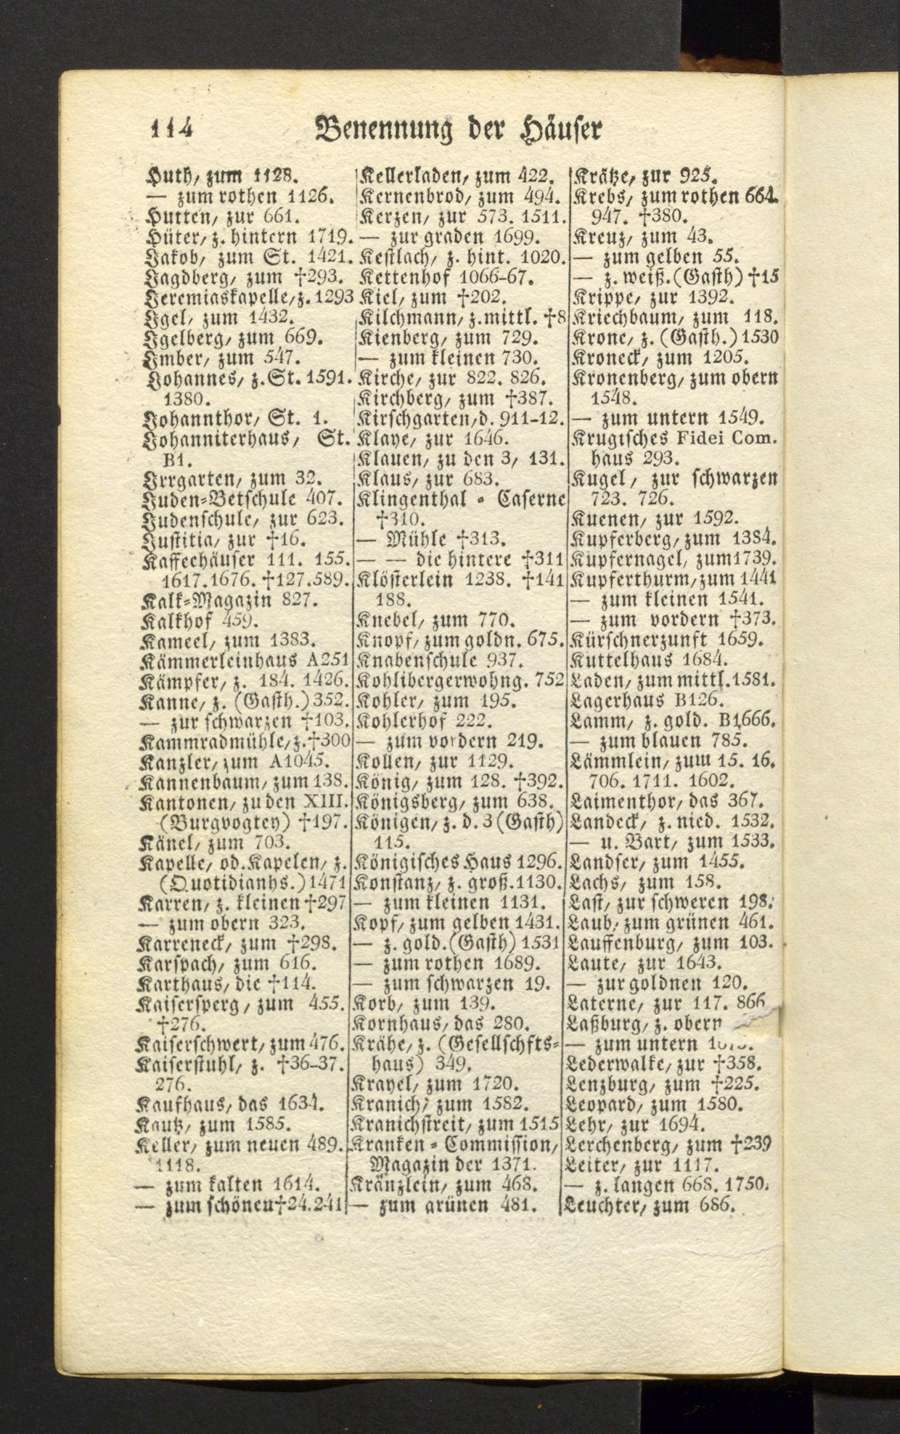 114 Benennung der Häuser
Huth, zum 1128.
— zum rothen 1126.
Hutten, zur 661.
Hüter, z. hintern 1719.
Jakob, zum St. 1421.
Jagdberg, zum †293.
Jeremiaskapelle, z. 1293
Igel, zum 1432.
Igelberg, zum 669.
Imber, zum 547.
Johannes, z. St. 1591.
1380.
Johannthor, St. 1.
Johanniterhaus, St.
B1.
Irrgarten, zum 32.
Juden-Betschule 407.
Judenschule, zur 623.
Justitia, zur †16.
Kaffeehäuser 111. 155.
1617. 1676. †127. 589.
Kalk-Magazin 827.
Kalkhof 459.
Kameel, zum 1383.
Kämmerleinhaus A251
Kämpfer, z. 184. 1426.
Kanne, z. (Gasth.) 352.
— zur schwarzen †103.
Kammradmühle, z. †300
Kanzler, zum A1045.
Kannenbaum, zum 138.
Kantonen, zu den XIII.
(Burgvogtey) †197.
Känel, zum 703.
Kapelle, od. Kapelen, z.
(Quotidianhs.) 1471
Karren, z. kleinen †297
— zum obern 323.
Karreneck, zum †298.
Karspach, zum 616.
Karthaus, die †114.
Kaisersperg, zum 455.
†276.
Kaiserschwert, zum 476.
Kaiserstuhl, z. †36-37.
276.
Kaufhaus, das 1634.
Kautz, zum 1585.
Keller, zum neuen 489.
1118.
— zum kalten 1614.
— zum schönen †24. 241
Kellerladen, zum 422.
Kernenbrod, zum 494.
Kerzen, zur 573. 1511.
— zur graden 1699.
Kestlach, z. hint. 1020.
Kettenhof 1066-67.
Kiel, zum †202.
Kilchmann, z. mittl. †8
Kienberg, zum 729.
— zum kleinen 730.
Kirche, zur 822. 826.
Kirchberg, zum †387.
Kirschgarten, d. 911-12.
Klaye, zur 1646.
Klauen, zu den 3, 131.
Klaus, zur 683.
Klingenthal - Caserne
†310.
— Mühle †313.
— — die hintere †311
Klösterlein 1238. †141
188.
Knebel, zum 770.
Knopf, zum goldn. 675.
Knabenschule 937.
Kohlibergerwohng. 752
Kohler, zum 195.
Kohlerhof 222.
— zum vordern 219.
Kollen, zur 1129.
König, zum 128. †392.
Königsberg, zum 638.
Königen, z. d. 3 (Gasth)
115.
Königisches Haus 1296.
Konstanz, z. groß. 1130.
— zum kleinen 1131.
Kopf, zum gelben 1431.
— z. gold. (Gasth) 1531
— zum rothen 1689.
— zum schwarzen 19.
Korb, zum 139.
Kornhaus, das 280.
Krähe, z. (Gesellschfts-
haus) 349.
Krayel, zum 1720.
Kranich, zum 1582.
Kranichstreit, zum 1515
Kranken - Commission,
Magazin der 1371.
Kränzlein, zum 468.
— zum grünen 481.
Krätze, zur 925.
Krebs, zum rothen 664.
947. †380.
Kreuz, zum 43.
— zum gelben 55.
— z. weiß. (Gasth) †15
Krippe, zur 1392.
Kriechbaum, zum 118.
Krone, z. (Gasth.) 1530
Kroneck, zum 1205.
Kronenberg, zum obern
1548.
— zum untern 1549.
Krugisches Fidei Com.
haus 293.
Kugel, zur schwarzen
723. 726.
Kuenen, zur 1592.
Kupferberg, zum 1384.
Kupfernagel, zum 1739.
Kupferthurm, zum 1441
— zum kleinen 1541.
— zum vordern †373.
Kürschnerzunft 1659.
Kuttelhaus 1684.
Laden, zum mittl. 1581.
Lagerhaus B126.
Lamm, z. gold. B1,666.
— zum blauen 785.
Lämmlein, zum 15. 16.
706. 1711. 1602.
Laimenthor, das 367.
Landeck, z. nied. 1532.
— u. Bart, zum 1533.
Landser, zum 1455.
Lachs, zum 158.
Last, zur schweren 198.
Laub, zum grünen 461.
Lauffenburg, zum 103.
Laute, zur 1643.
— zur goldnen 120.
Laterne, zur 117. 866
Laßburg, z. obern
— zum untern
Lederwalke, zur †358.
Lenzburg, zum †225.
Leopard, zum 1580.
Lehr, zur 1694.
Lerchenberg, zum †239
Leiter, zur 1117.
— z. langen 668. 1750.
Leuchter, zum 686.